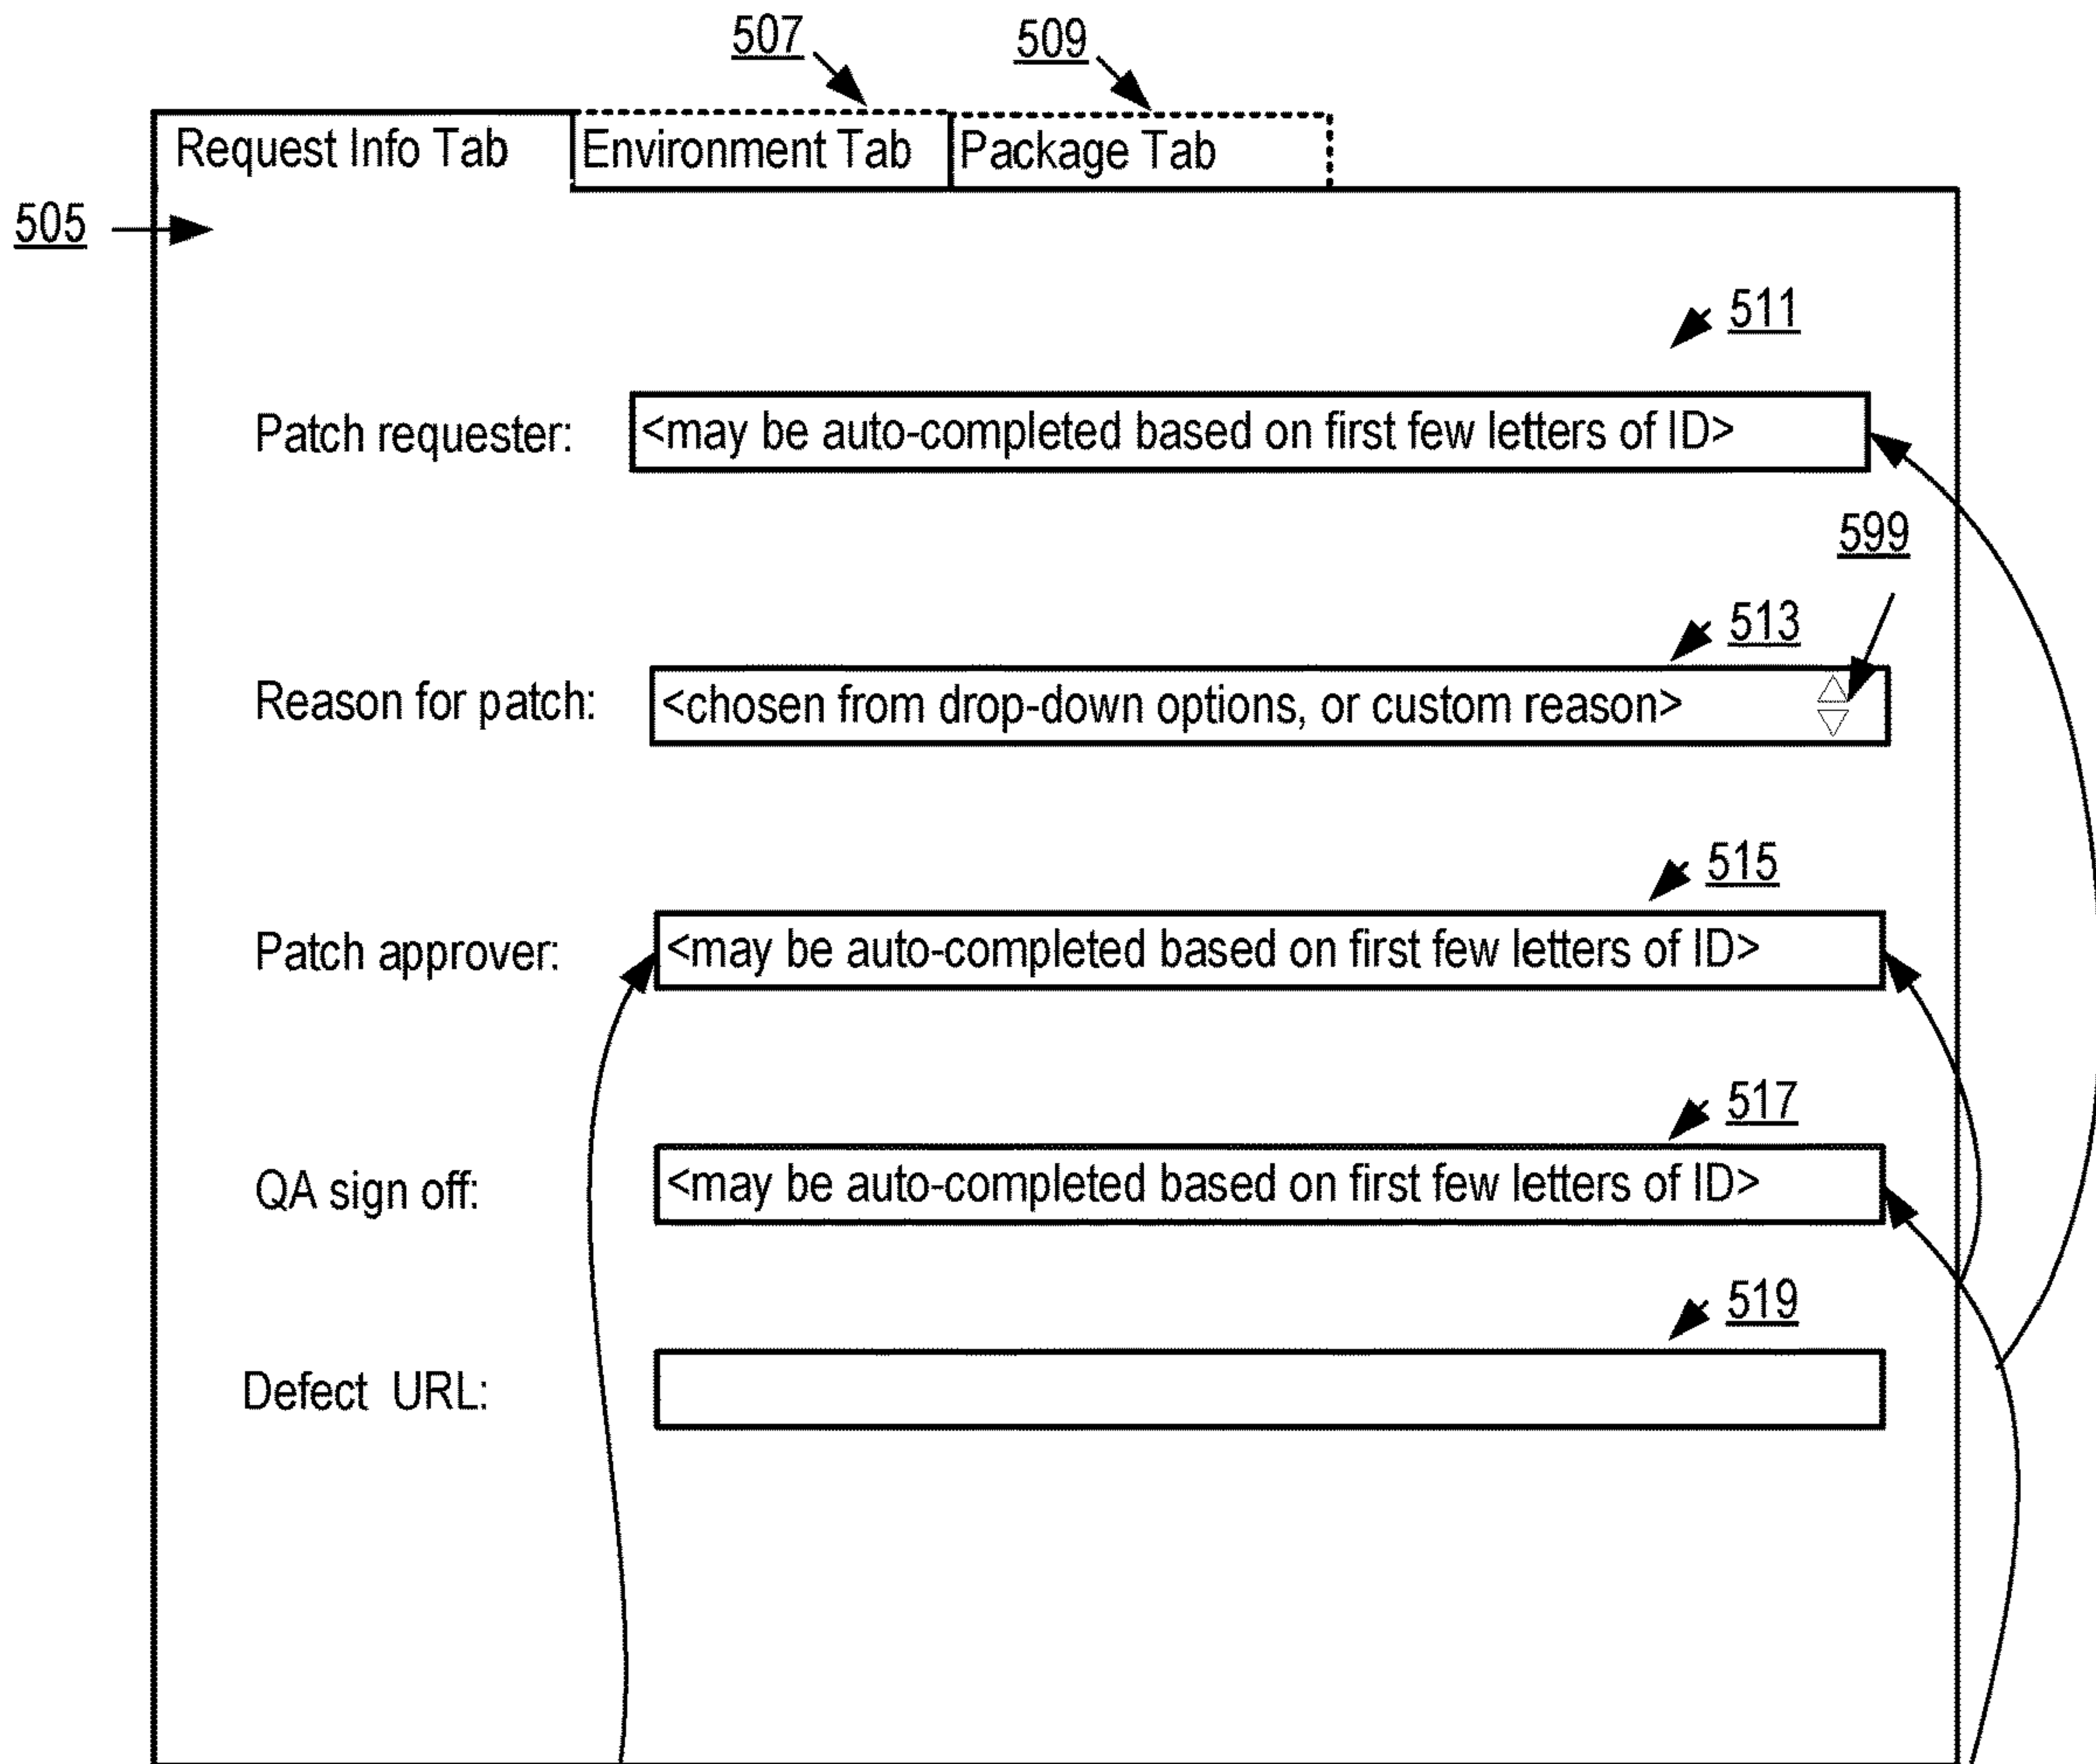 507 509
Request Info Tab Environment Tab Package Tab
505
511
Patch requester: <may be auto-completed based on first few letters of ID>
599
513
Reason for patch: <chosen from drop-down options, or custom reason>
515
Patch approver: <may be auto-completed based on first few letters of ID>
517
QA sign off: <may be auto-completed based on first few letters of ID>
519
Defect URL: